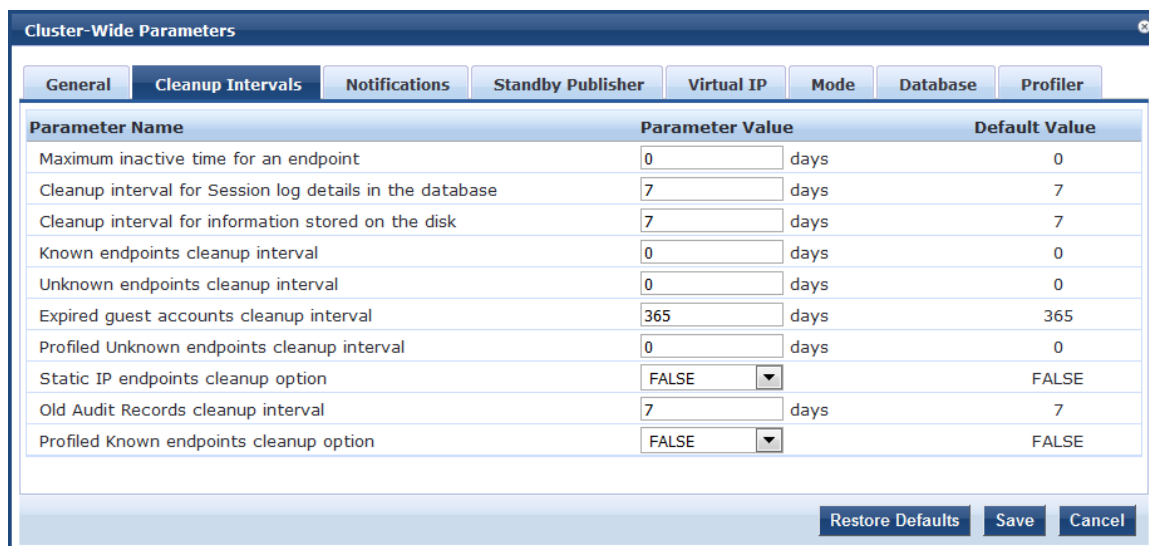 Cluster-Wide Parameters
General Cleanup Intervals Notifications Standby Publisher Virtual IP Mode Database Profiler
Parameter Name Parameter Value Default Value
Maximum inactive time for an endpoint 0 days 0
Cleanup interval for Session log details in the database 7 days 7
Cleanup interval for information stored on the disk 7 days 7
Known endpoints cleanup interval 0 days 0
Unknown endpoints cleanup interval 0 days 0
Expired guest accounts cleanup interval 365 days 365
Profiled Unknown endpoints cleanup interval 0 days 0
Static IP endpoints cleanup option FALSE FALSE
Old Audit Records cleanup interval 7 days 7
Profiled Known endpoints cleanup option FALSE FALSE
Restore Defaults Save Cancel